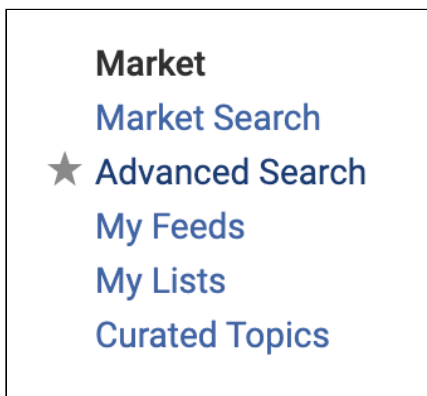 Market
Market Search
Advanced Search
My Feeds
My Lists
Curated Topics